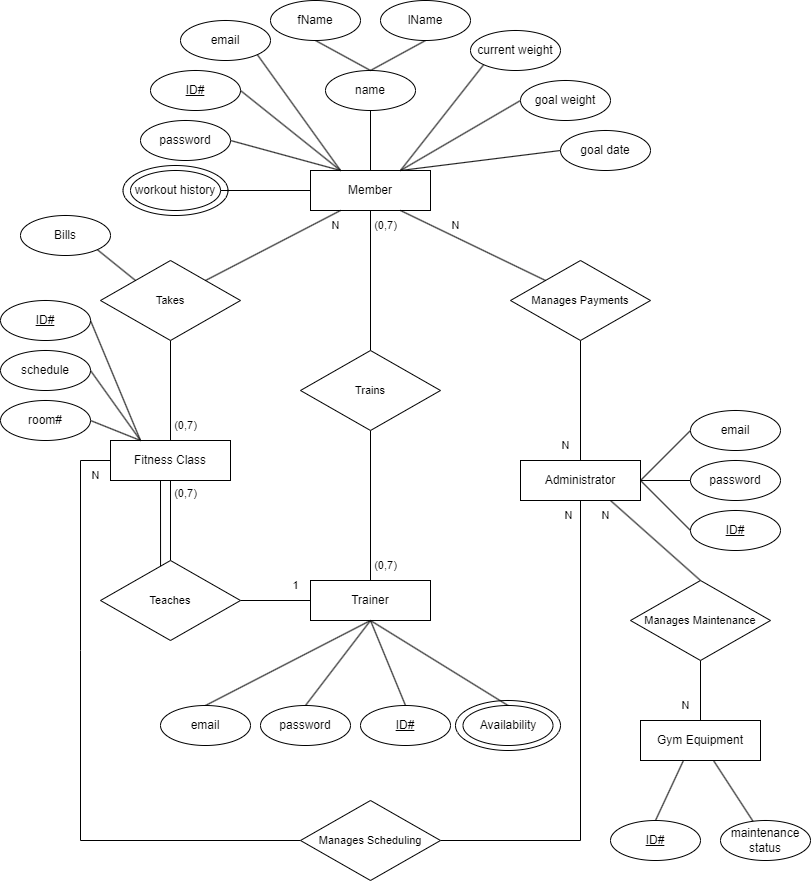 fName
lName
email
current weight
ID#
name
goal weight
password
goal date
workout history
Member
N
(0,7)
N
Bills
Takes
Manages Payments
ID#
schedule
Trains
room#
(0,7)
email
N
Fitness Class
N
Administrator
password
(0,7)
N
N
ID#
(0,7)
1
Teaches
Trainer
Manages Maintenance
N
email
password
ID#
Availability
Gym Equipment
Manages Scheduling
ID#
maintenance
status